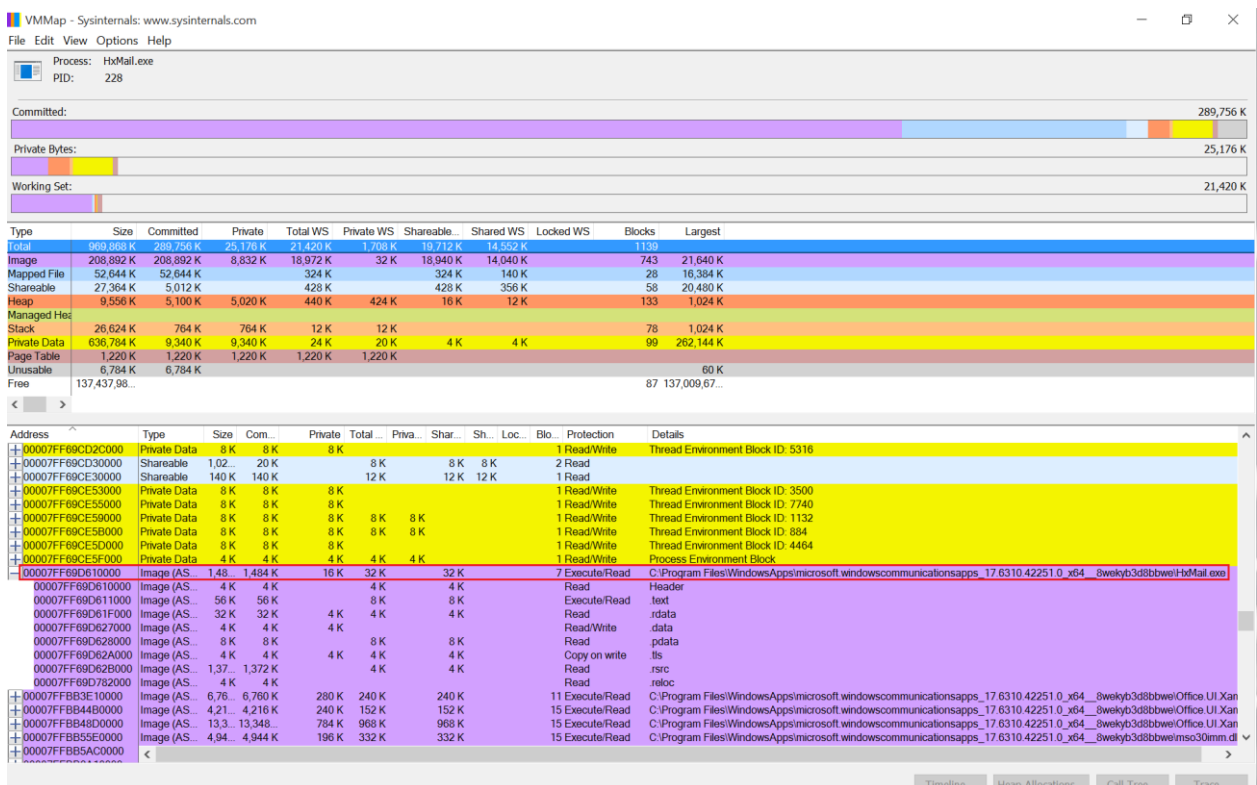 VMMap - Sysinternals: www.sysinternals.com
File Edit View Options Help
Process: HxMail.exe
PID: 228
Committed: 289,756 K
Private Bytes: 25,176 K
Working Set: 21,420 K
Type Size Committed Private Total WS Private WS Shareable... Shared WS Locked WS Blocks Largest
Total 969,868 K 289,756 K 25,176 K 21,420 K 1,708 K 19,712 K 14,552 K 1139
Image 208,892 K 208,892 K 8,832 K 18,972 K 32 K 18,940 K 14,040 K 743 21,640 K
Mapped File 52,644 K 52,644 K 324 K 324 K 140 K 28 16,384 K
Shareable 27,364 K 5,012 K 428 K 428 K 356 K 58 20,480 K
Heap 9,556 K 5,100 K 5,020 K 440 K 424 K 16 K 12 K 133 1,024 K
Managed Hea
Stack 26,624 K 764 K 764 K 12 K 12 K 78 1,024 K
Private Data 636,784 K 9,340 K 9,340 K 24 K 20 K 4 K 4 K 99 262,144 K
Page Table 1,220 K 1,220 K 1,220 K 1,220 K 1,220 K
Unusable 6,784 K 6,784 K 60 K
Free 137,437,98... 87 137,009,67...
Address Type Size Com... Private Total ... Priva... Shar... Sh... Loc... Blo... Protection Details
00007FF69CD2C000 Private Data 8 K 8 K 8 K 1 Read/Write Thread Environment Block ID: 5316
00007FF69CD30000 Shareable 1,02... 20 K 8 K 8 K 8 K 2 Read
00007FF69CE30000 Shareable 140 K 140 K 12 K 12 K 12 K 1 Read
00007FF69CE53000 Private Data 8 K 8 K 8 K 1 Read/Write Thread Environment Block ID: 3500
00007FF69CE55000 Private Data 8 K 8 K 8 K 1 Read/Write Thread Environment Block ID: 7740
00007FF69CE59000 Private Data 8 K 8 K 8 K 8 K 8 K 1 Read/Write Thread Environment Block ID: 1132
00007FF69CE5B000 Private Data 8 K 8 K 8 K 8 K 8 K 1 Read/Write Thread Environment Block ID: 884
00007FF69CE5D000 Private Data 8 K 8 K 8 K 1 Read/Write Thread Environment Block ID: 4464
00007FF69CE5F000 Private Data 4 K 4 K 4 K 4 K 4 K 1 Read/Write Process Environment Block
00007FF69D610000 Image (AS... 1,48... 1,484 K 16 K 32 K 32 K 7 Execute/Read C:\Program Files\WindowsApps\microsoft.windowscommunicationsapps_17.6310.42251.0_x64__8wekyb3d8bbwe\HxMail.exe
00007FF69D610000 Image (AS... 4 K 4 K 4 K 4 K Read Header
00007FF69D611000 Image (AS... 56 K 56 K 8 K 8 K Execute/Read .text
00007FF69D61F000 Image (AS... 32 K 32 K 4 K 4 K 4 K Read .rdata
00007FF69D627000 Image (AS... 4 K 4 K 4 K Read/Write .data
00007FF69D628000 Image (AS... 8 K 8 K 8 K 8 K Read .pdata
00007FF69D62A000 Image (AS... 4 K 4 K 4 K 4 K 4 K Copy on write .tls
00007FF69D62B000 Image (AS... 1,37... 1,372 K 4 K 4 K Read .rsrc
00007FF69D782000 Image (AS... 4 K 4 K Read .reloc
00007FFBB3E10000 Image (AS... 6,76... 6,760 K 280 K 240 K 240 K 11 Execute/Read C:\Program Files\WindowsApps\microsoft.windowscommunicationsapps_17.6310.42251.0_x64__8wekyb3d8bbwe\Office.UI.Xan
00007FFBB44B0000 Image (AS... 4,21... 4,216 K 240 K 152 K 152 K 15 Execute/Read C:\Program Files\WindowsApps\microsoft.windowscommunicationsapps_17.6310.42251.0_x64__8wekyb3d8bbwe\Office.UI.Xan
00007FFBB48D0000 Image (AS... 13,3... 13,348... 784 K 968 K 968 K 15 Execute/Read C:\Program Files\WindowsApps\microsoft.windowscommunicationsapps_17.6310.42251.0_x64__8wekyb3d8bbwe\Office.UI.Xan
00007FFBB55E0000 Image (AS... 4,94... 4,944 K 196 K 332 K 332 K 15 Execute/Read C:\Program Files\WindowsApps\microsoft.windowscommunicationsapps_17.6310.42251.0_x64__8wekyb3d8bbwe\mso30imm.dl
00007FFBB5AC0000
Timeline... Heap Allocations... Call Tree... Trace...